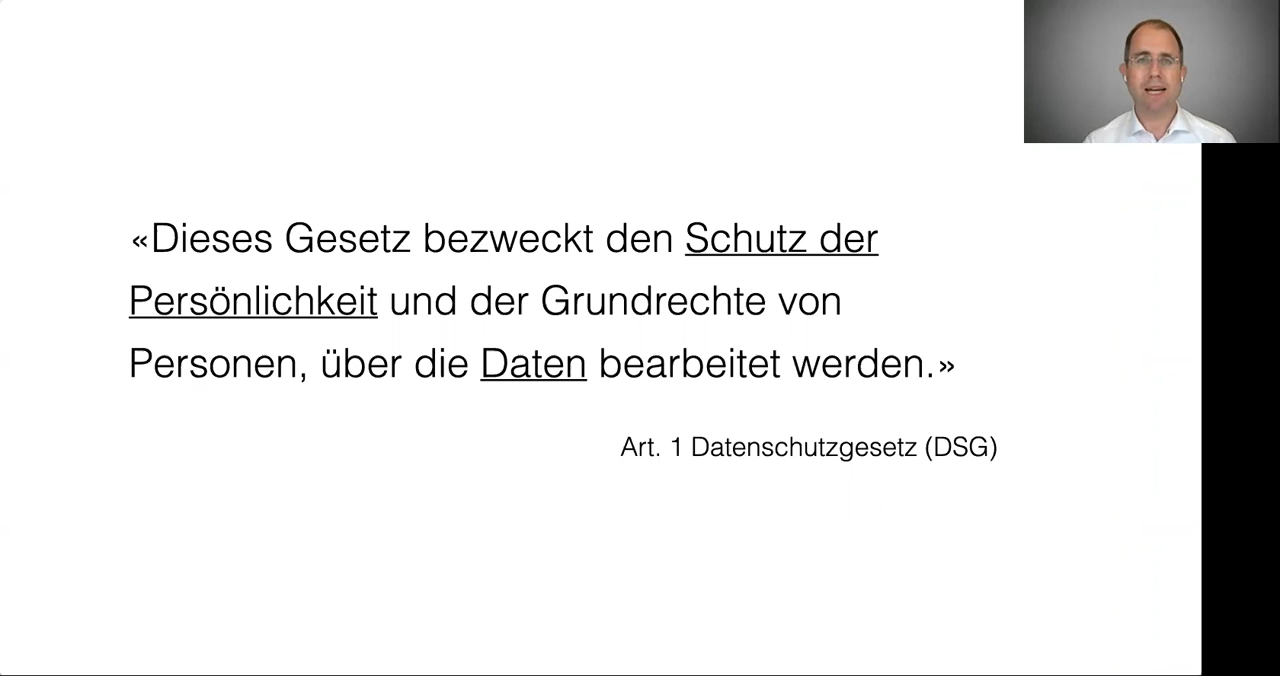 «Dieses Gesetz bezweckt den Schutz der
Persönlichkeit und der Grundrechte von
Personen, über die Daten bearbeitet werden.»
Art. 1 Datenschutzgesetz (DSG)